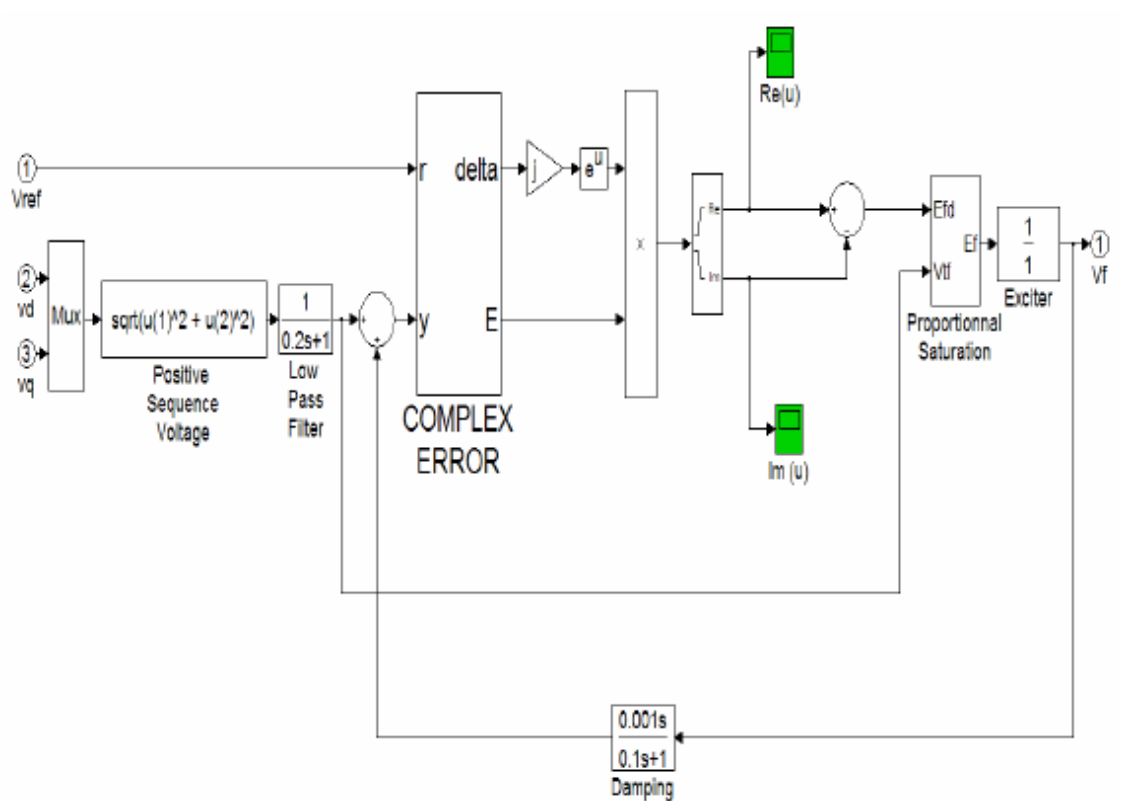 Re(u)
1
Vref
r
delta
j
e^u
2
vd
3
vq
Mux
sqrt(u(1)^2 + u(2)^2)
Positive
Sequence
Voltage
1
0.2s+1
Low
Pass
Filter
+
+
y
E
COMPLEX
ERROR
x
Re
Im
+
-
Im (u)
Efd
Ef
Vtf
Proportionnal
Saturation
1
1
Exciter
1
Vf
0.001s
0.1s+1
Damping